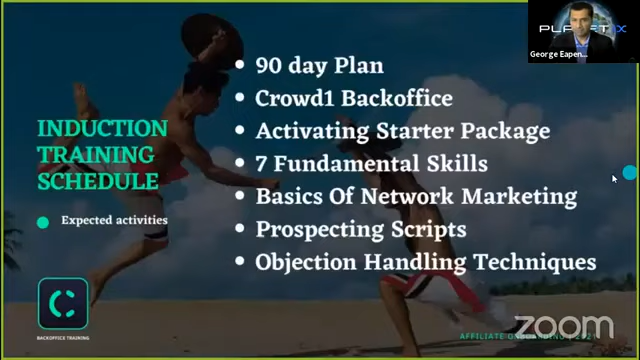 George Eapen...
INDUCTION
TRAINING
SCHEDULE
Expected activities
• 90 day Plan
• Crowd1 Backoffice
• Activating Starter Package
• 7 Fundamental Skills
• Basics Of Network Marketing
• Prospecting Scripts
• Objection Handling Techniques
BACKOFFICE TRAINING
zoom